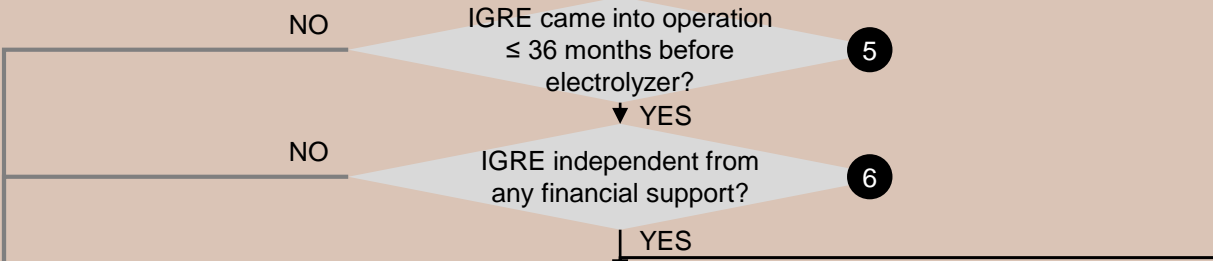 NO
IGRE came into operation
≤ 36 months before
electrolyzer?
5
YES
NO
IGRE independent from
any financial support?
6
YES